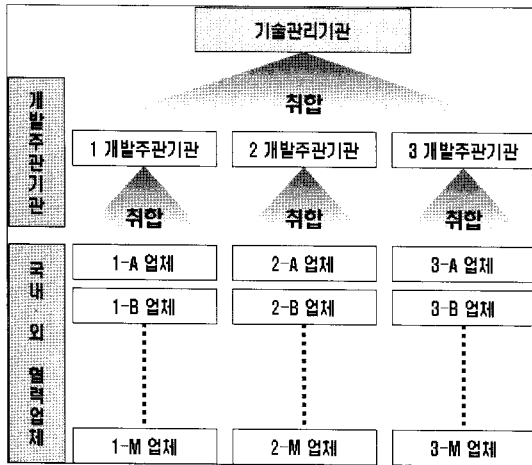 기술관리기관
취합
개발주관기관
1 개발주관기관 2 개발주관기관 3 개발주관기관
취합 취합 취합
국내·외 협력업체
1-A 업체 2-A 업체 3-A 업체
1-B 업체 2-B 업체 3-B 업체
1-M 업체 2-M 업체 3-M 업체